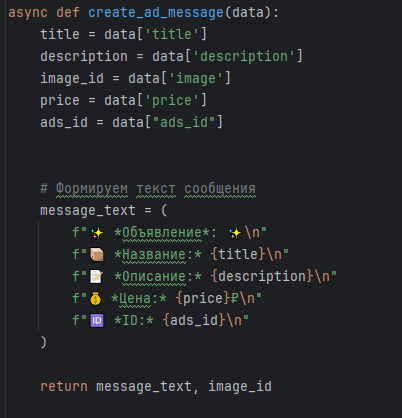 async def create_ad_message(data):
    title = data['title']
    description = data['description']
    image_id = data['image']
    price = data['price']
    ads_id = data["ads_id"]
    # Формируем текст сообщения
    message_text = (
        f"✨ *Объявление*: ✨\n"
        f"📦 *Название:* {title}\n"
        f"📝 *Описание:* {description}\n"
        f"💰 *Цена:* {price}₽\n"
        f"🆔 *ID:* {ads_id}\n"
    )
    return message_text, image_id